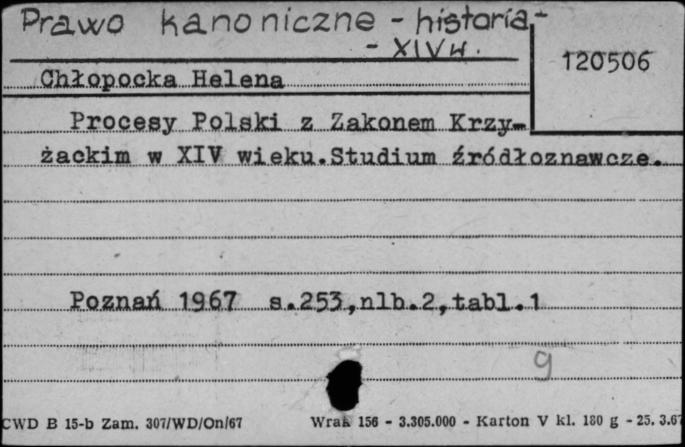 Prawo kanoniczne - historia, -
- XIV w.
120506
Chłopocka Helena
Procesy Polski z Zakonem Krzy-
żackim w XIV wieku.Studium źródłoznawcze.
Poznań 1967 s.253,nlb.2,tabl.1
g
CWD B 15-b Zam. 307/WD/On/67 Wrak 156 - 3.305.000 - Karton V kl. 180 g - 25. 3.67